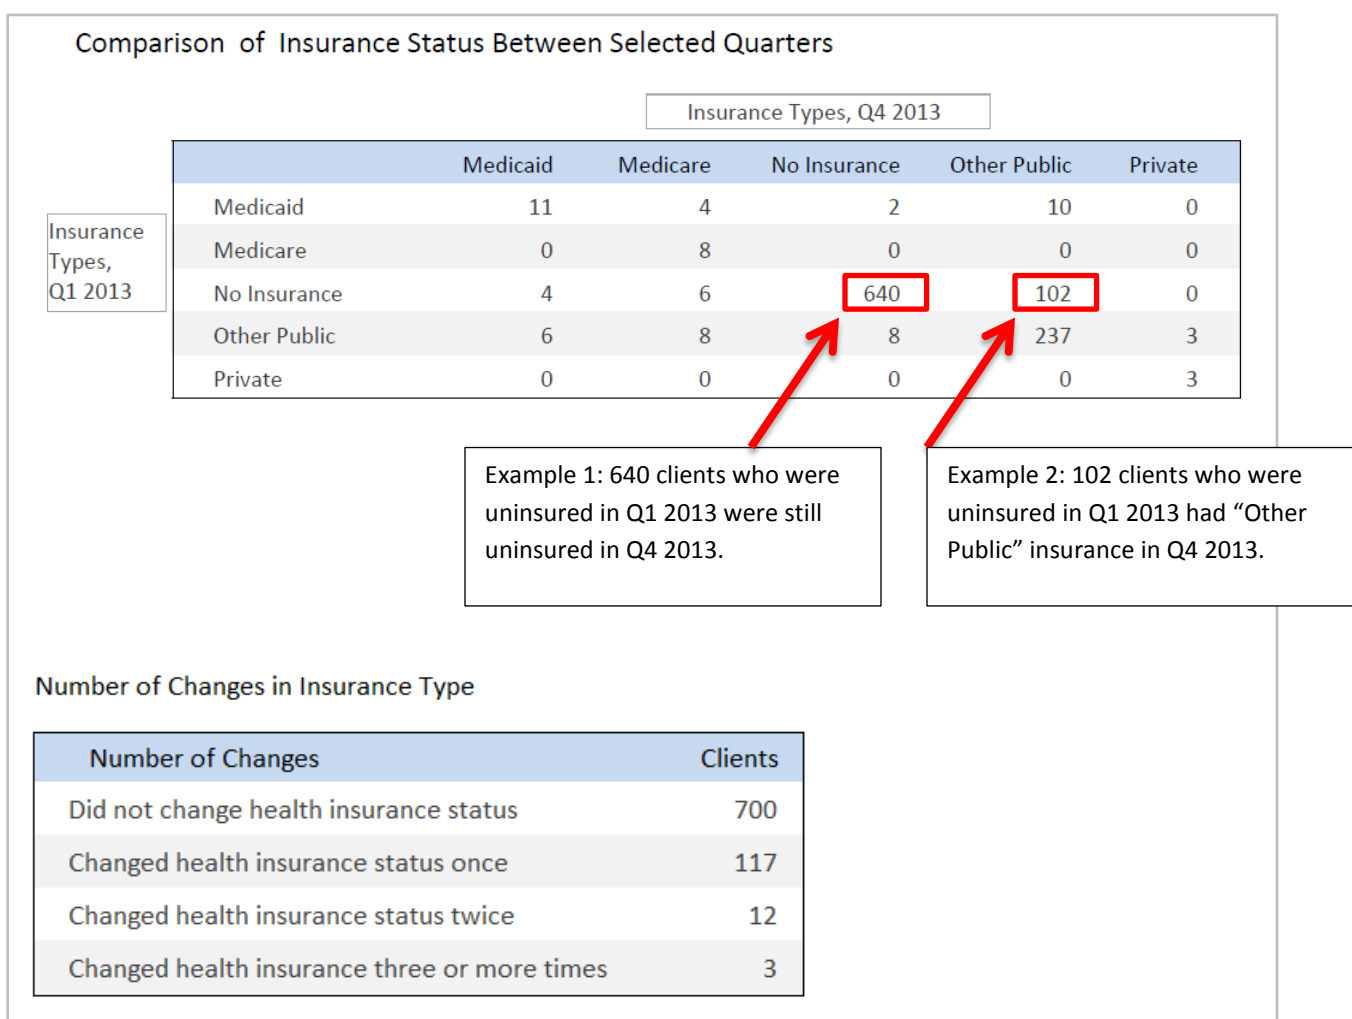 Comparison of Insurance Status Between Selected Quarters
Insurance Types, Q4 2013
Medicaid Medicare No Insurance Other Public Private
Insurance
Types,
Q1 2013
Medicaid 11 4 2 10 0
Medicare 0 8 0 0 0
No Insurance 4 6 640 102 0
Other Public 6 8 8 237 3
Private 0 0 0 0 3
Example 1: 640 clients who were
uninsured in Q1 2013 were still
uninsured in Q4 2013.
Example 2: 102 clients who were
uninsured in Q1 2013 had “Other
Public” insurance in Q4 2013.
Number of Changes in Insurance Type
Number of Changes Clients
Did not change health insurance status 700
Changed health insurance status once 117
Changed health insurance status twice 12
Changed health insurance three or more times 3